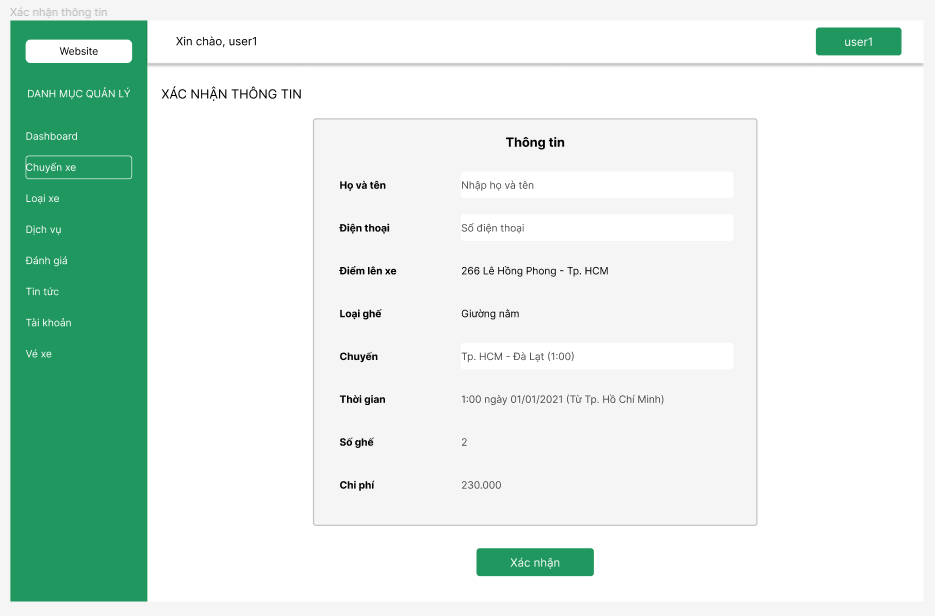 Xác nhận thông tin
Website
Xin chào, user1
user1
DANH MỤC QUẢN LÝ
Dashboard
Chuyến xe
Loại xe
Dịch vụ
Đánh giá
Tin tức
Tài khoản
Vé xe
XÁC NHẬN THÔNG TIN
Thông tin
Họ và tên
Nhập họ và tên
Điện thoại
Số điện thoại
Điểm lên xe
266 Lê Hồng Phong - Tp. HCM
Loại ghế
Giường nằm
Chuyến
Tp. HCM - Đà Lạt (1:00)
Thời gian
1:00 ngày 01/01/2021 (Từ Tp. Hồ Chí Minh)
Số ghế
2
Chi phí
230.000
Xác nhận